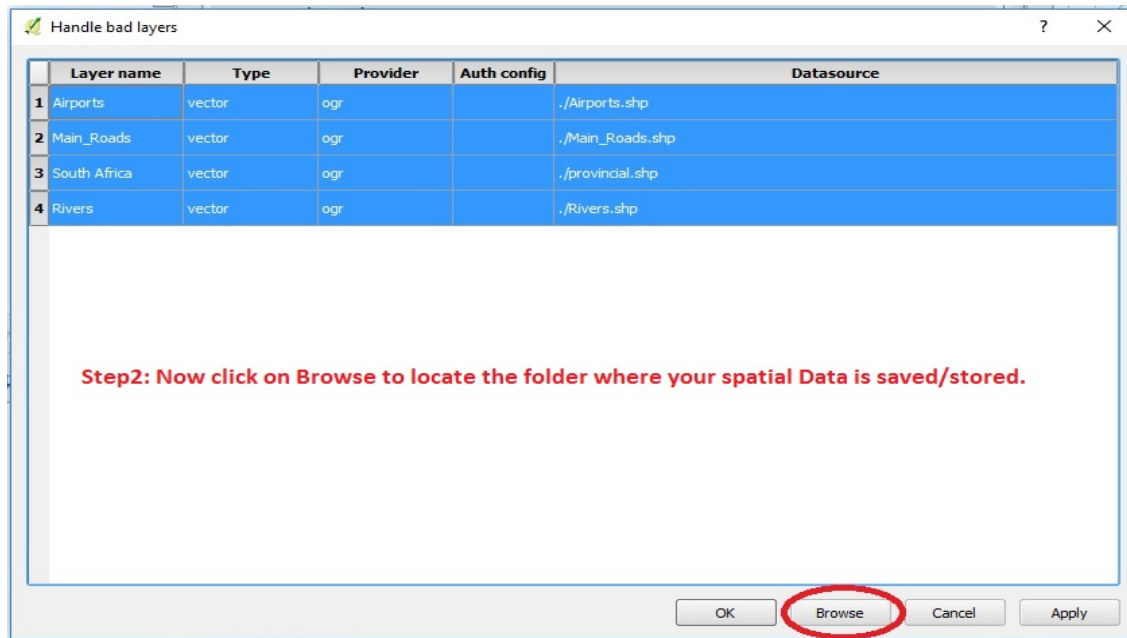 Handle bad layers ?
Layer name Type Provider Auth config Datasource
1 Airports vector ogr ./Airports.shp
2 Main_Roads vector ogr ./Main_Roads.shp
3 South Africa vector ogr ./provincial.shp
4 Rivers vector ogr ./Rivers.shp
Step2: Now click on Browse to locate the folder where your spatial Data is saved/stored.
OK Browse Cancel Apply